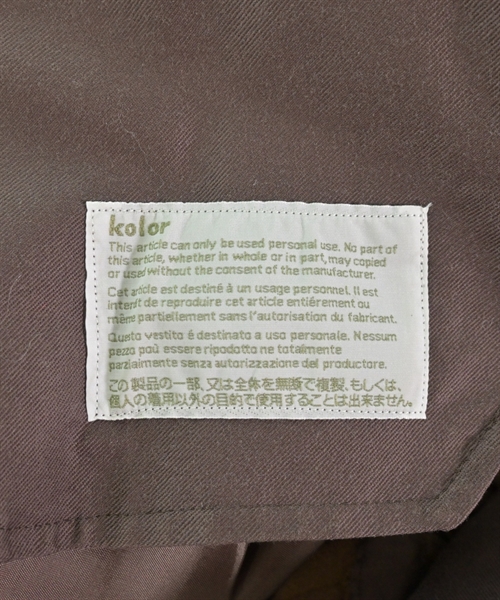 kolor
This article can only be used personal use. No part of
this article, whether in whole or in part, may copied
or used without the consent of the manufacturer.
Cet article est destiné à un usage personnel. Il est
interdit de reproduire cet article entiérement ou
même partiellement sans l'autorisation du fabricant.
Questo vestito é destinato a uso personale. Nessum
pezzo può essere ripodotto ne totalmente
parzialmente senza autorizzazione del produttore.
この製品の一部、又は全体を無断で複製、もしくは、
個人の着用以外の目的で使用することは出来ません。